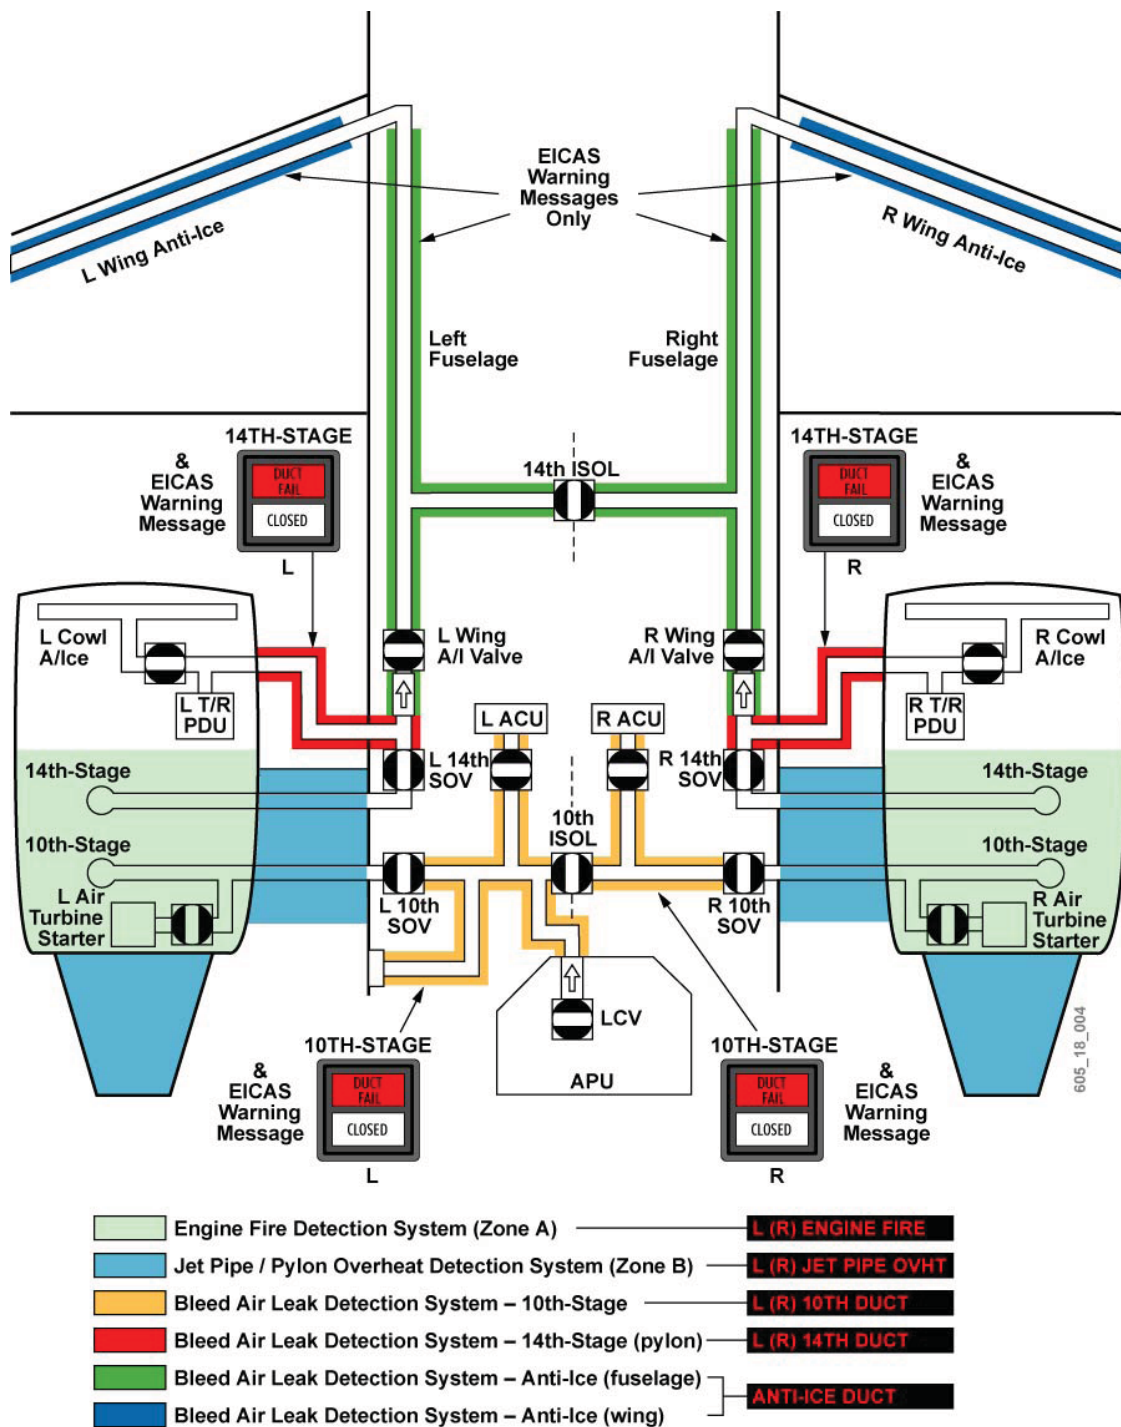 EICAS
Warning
Messages
Only
L Wing Anti-Ice
R Wing Anti-Ice
Left
Fuselage
Right
Fuselage
14TH-STAGE
&
EICAS
Warning
Message
DUCT
FAIL
CLOSED
L
14th ISOL
14TH-STAGE
DUCT
FAIL
CLOSED
R
&
EICAS
Warning
Message
L Cowl
A/Ice
L T/R
PDU
L Wing
A/I Valve
R Wing
A/I Valve
R Cowl
A/Ice
R T/R
PDU
L ACU
R ACU
L 14th
SOV
R 14th
SOV
14th-Stage
14th-Stage
10th
ISOL
10th-Stage
10th-Stage
L Air
Turbine
Starter
L 10th
SOV
R 10th
SOV
R Air
Turbine
Starter
LCV
APU
10TH-STAGE
&
EICAS
Warning
Message
DUCT
FAIL
CLOSED
L
10TH-STAGE
DUCT
FAIL
CLOSED
R
&
EICAS
Warning
Message
605_18_004
Engine Fire Detection System (Zone A)
L (R) ENGINE FIRE
Jet Pipe / Pylon Overheat Detection System (Zone B)
L (R) JET PIPE OVHT
Bleed Air Leak Detection System – 10th-Stage
L (R) 10TH DUCT
Bleed Air Leak Detection System – 14th-Stage (pylon)
L (R) 14TH DUCT
Bleed Air Leak Detection System – Anti-Ice (fuselage)
ANTI-ICE DUCT
Bleed Air Leak Detection System – Anti-Ice (wing)